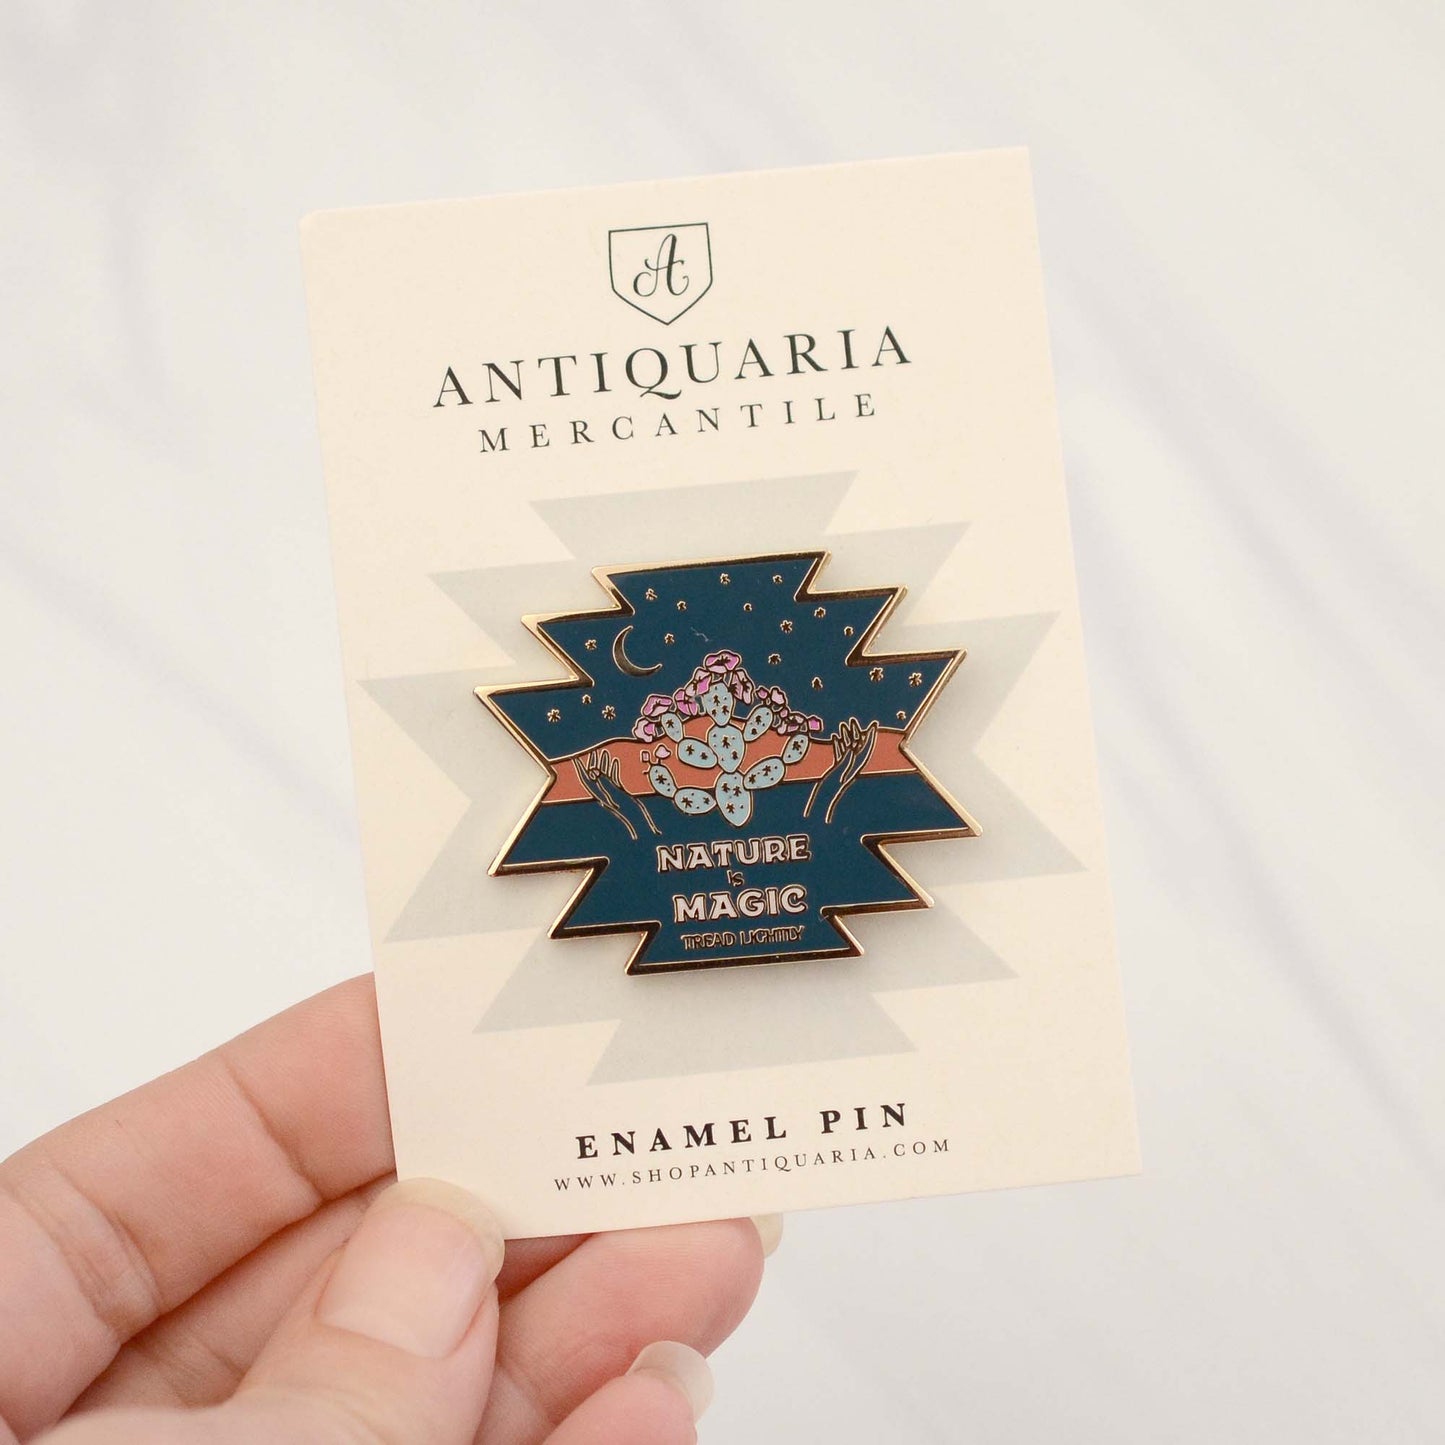 A
ANTIQUARIA
MERCANTILE
NATURE
IS
MAGIC
TREAD LIGHTLY
ENAMEL PIN
WWW.SHOPANTIQUARIA.COM